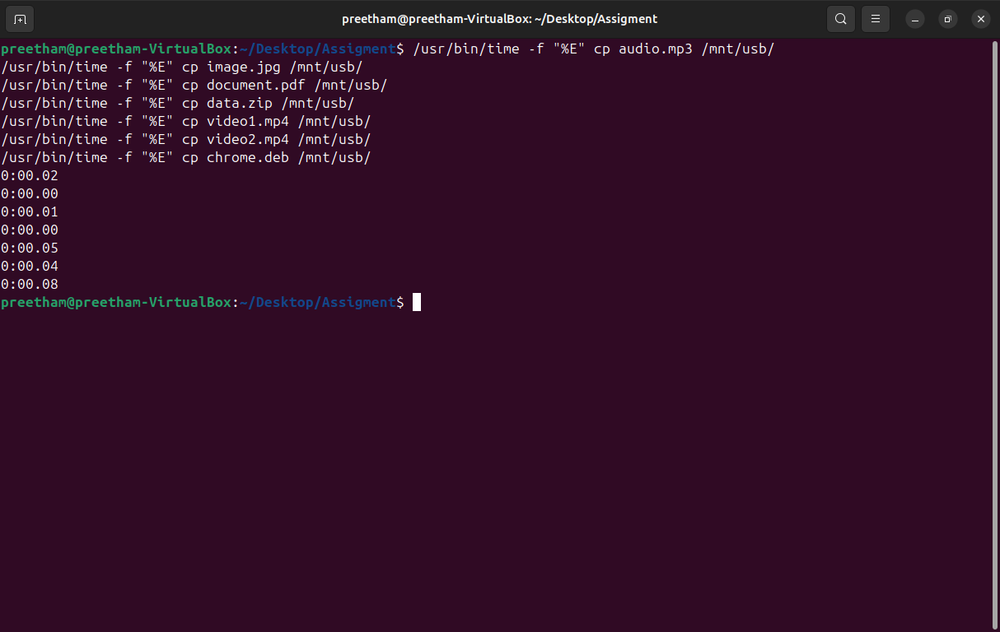 preetham@preetham-VirtualBox: ~/Desktop/Assigment
preetham@preetham-VirtualBox:~/Desktop/Assigment$ /usr/bin/time -f "%E" cp audio.mp3 /mnt/usb/
/usr/bin/time -f "%E" cp image.jpg /mnt/usb/
/usr/bin/time -f "%E" cp document.pdf /mnt/usb/
/usr/bin/time -f "%E" cp data.zip /mnt/usb/
/usr/bin/time -f "%E" cp video1.mp4 /mnt/usb/
/usr/bin/time -f "%E" cp video2.mp4 /mnt/usb/
/usr/bin/time -f "%E" cp chrome.deb /mnt/usb/
0:00.02
0:00.00
0:00.01
0:00.00
0:00.05
0:00.04
0:00.08
preetham@preetham-VirtualBox:~/Desktop/Assigment$